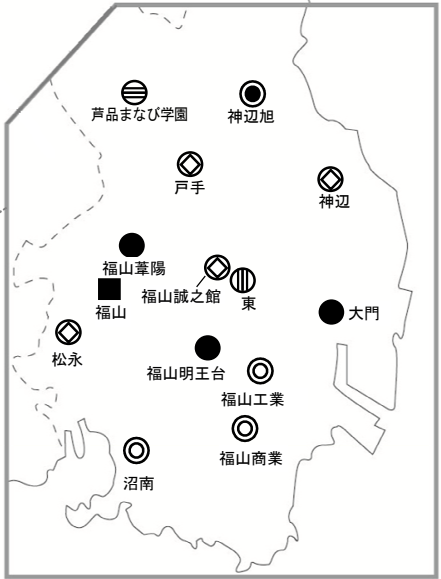 芦品まなび学園
神辺旭
戸手
神辺
福山葦陽
福山誠之館
東
福山
大門
松永
福山明王台
福山工業
福山商業
沼南